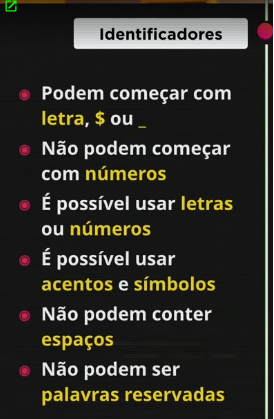 Identificadores
Podem começar com
letra, $ ou _
Não podem começar
com números
É possível usar letras
ou números
É possível usar
acentos e símbolos
Não podem conter
espaços
Não podem ser
palavras reservadas